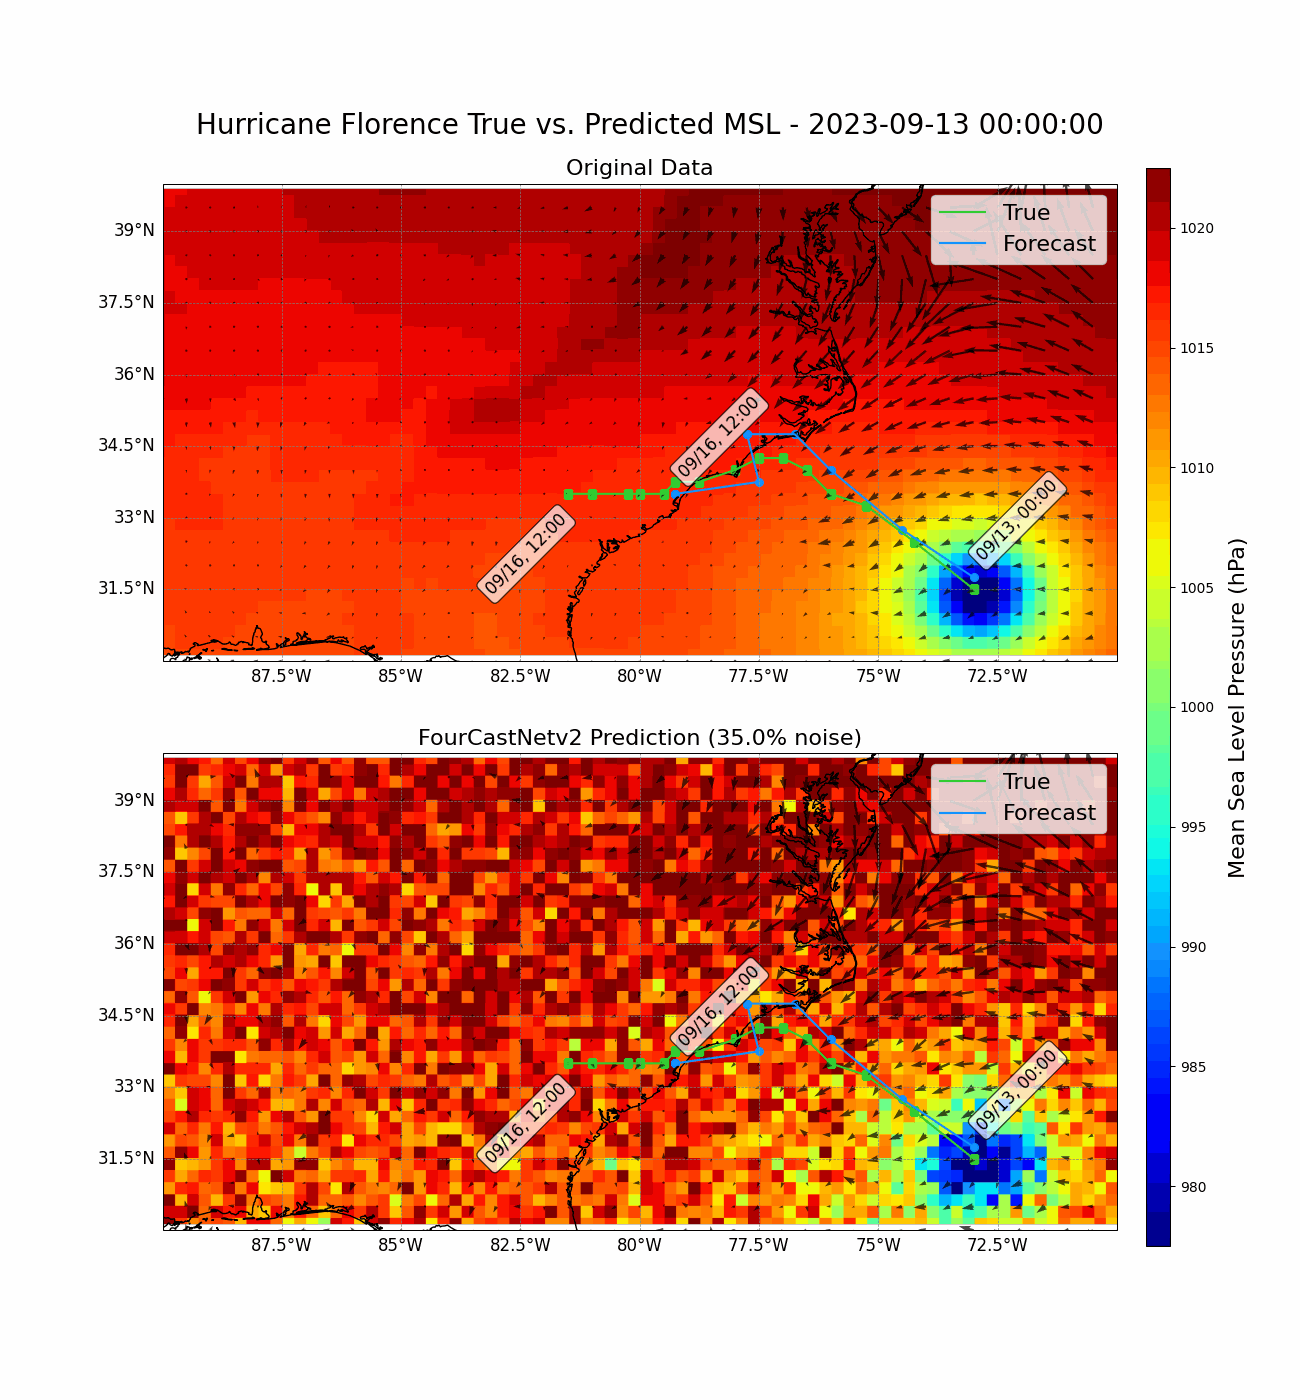 Hurricane Florence True vs. Predicted MSL - 2023-09-13 00:00:00
Original Data
True
Forecast
39°N
37.5°N
36°N
34.5°N
33°N
31.5°N
09/16, 12:00
09/13, 00:00
09/16, 12:00
87.5°W 85°W 82.5°W 80°W 77.5°W 75°W 72.5°W
FourCastNetv2 Prediction (35.0% noise)
True
Forecast
39°N
37.5°N
36°N
34.5°N
33°N
31.5°N
09/16, 12:00
09/13, 00:00
09/16, 12:00
87.5°W 85°W 82.5°W 80°W 77.5°W 75°W 72.5°W
1020
1015
1010
1005
1000
995
990
985
980
Mean Sea Level Pressure (hPa)